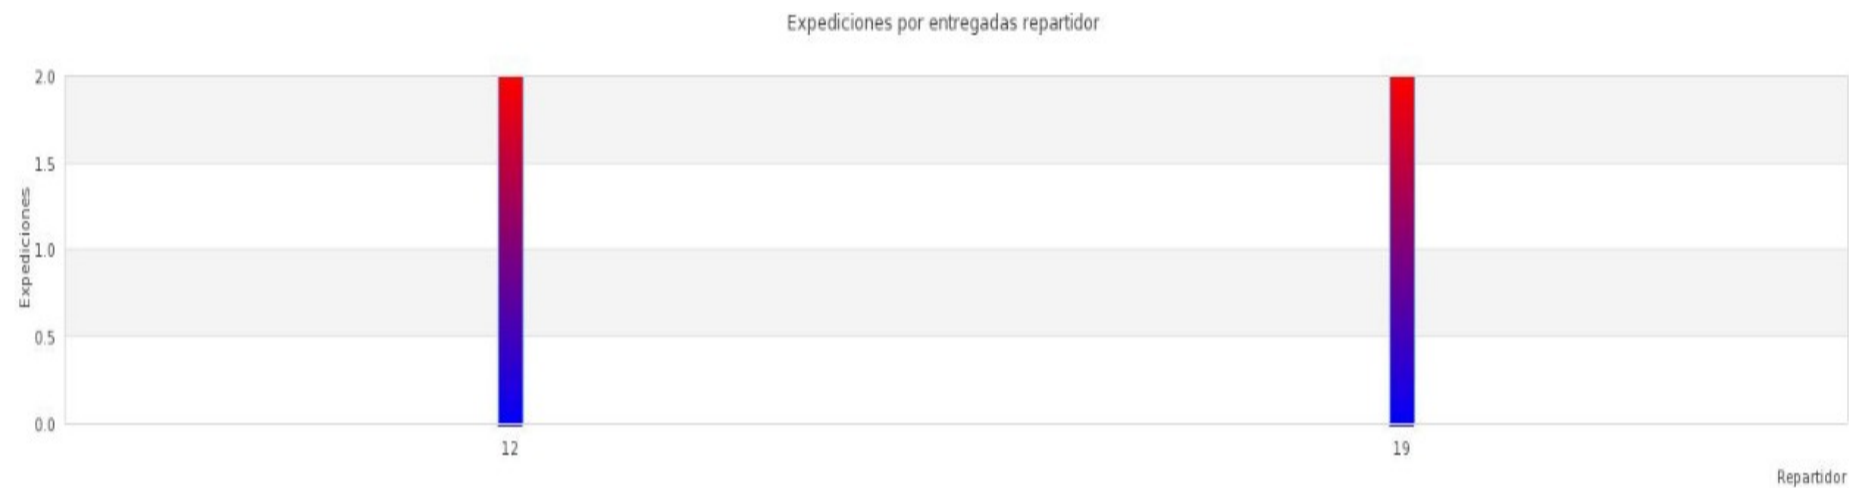 Expediciones por entregadas repartidor
2.0
1.5
1.0
0.5
0.0
Expediciones
12
19
Repartidor